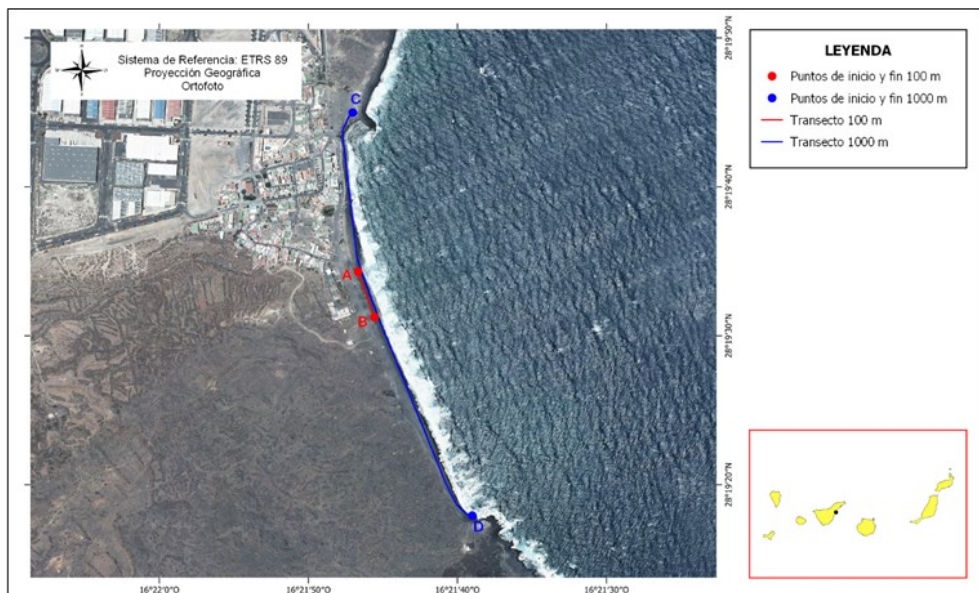 Sistema de Referencia: ETRS 89
Proyección Geográfica
Ortofoto
C
A
B
D
28°19'50"N
28°19'40"N
28°19'30"N
28°19'20"N
16°22'0"O
16°21'50"O
16°21'40"O
16°21'30"O
LEYENDA
Puntos de inicio y fin 100 m
Puntos de inicio y fin 1000 m
Transecto 100 m
Transecto 1000 m